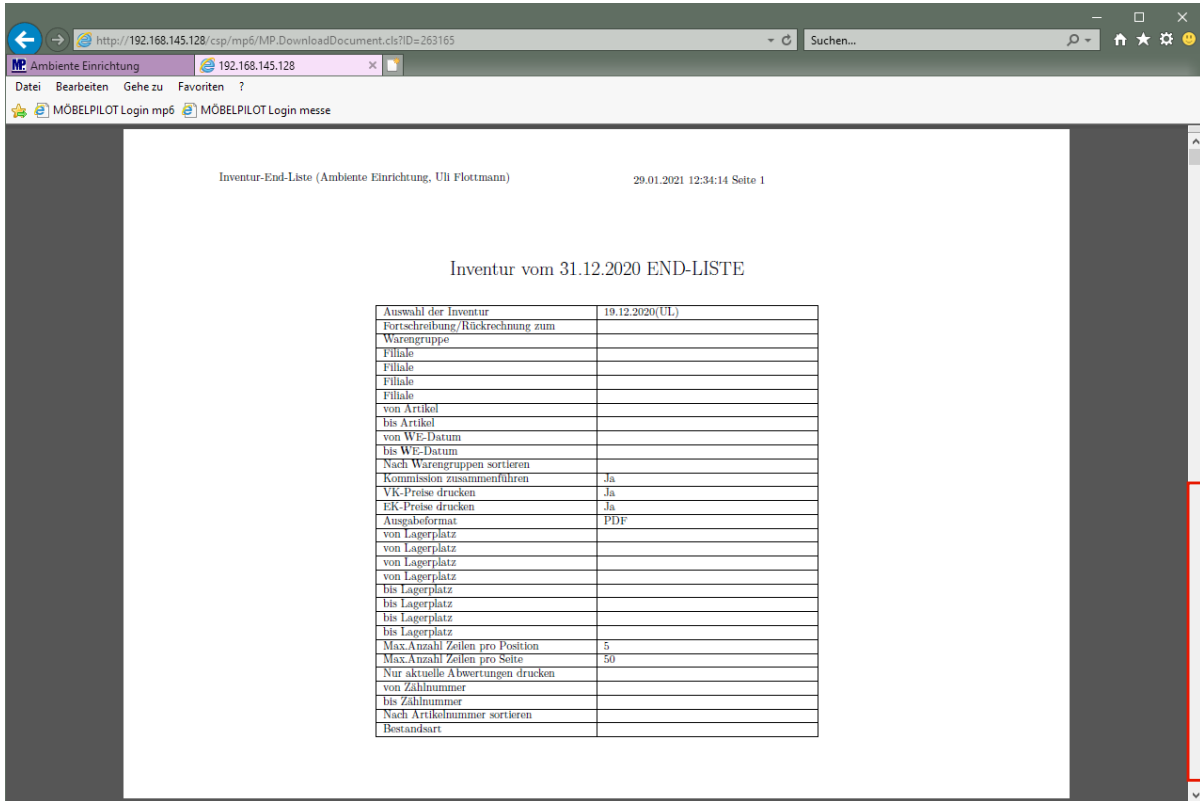 http://192.168.145.128/csp/mp6/MP.DownloadDocument.cls?ID=263165
Suchen...
MP Ambiente Einrichtung
192.168.145.128
Datei Bearbeiten Gehe zu Favoriten ?
MÖBELPILOT Login mp6 MÖBELPILOT Login messe
Inventur-End-Liste (Ambiente Einrichtung, Uli Flottmann) 29.01.2021 12:34:14 Seite 1
Inventur vom 31.12.2020 END-LISTE
Auswahl der Inventur 19.12.2020(UL)
Fortschreibung/Rückrechnung zum
Warengruppe
Filiale
Filiale
Filiale
Filiale
von Artikel
bis Artikel
von WE-Datum
bis WE-Datum
Nach Warengruppen sortieren
Kommission zusammenführen Ja
VK-Preise drucken Ja
EK-Preise drucken Ja
Ausgabeformat PDF
von Lagerplatz
von Lagerplatz
von Lagerplatz
von Lagerplatz
bis Lagerplatz
bis Lagerplatz
bis Lagerplatz
bis Lagerplatz
Max.Anzahl Zeilen pro Position 5
Max.Anzahl Zeilen pro Seite 50
Nur aktuelle Abwertungen drucken
von Zählnummer
bis Zählnummer
Nach Artikelnummer sortieren
Bestandsart